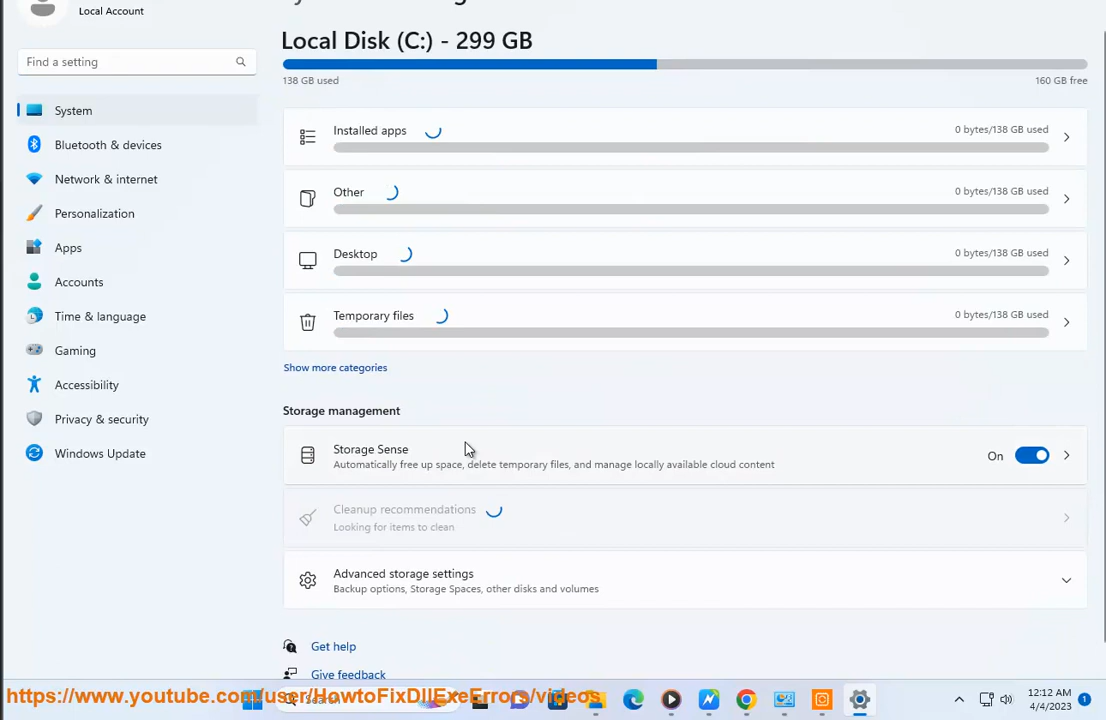 Local Account
Local Disk (C:) - 299 GB
Find a setting
138 GB used
160 GB free
System
Bluetooth & devices
Network & internet
Personalization
Apps
Accounts
Time & language
Gaming
Accessibility
Privacy & security
Windows Update
Installed apps
0 bytes/138 GB used
Other
0 bytes/138 GB used
Desktop
0 bytes/138 GB used
Temporary files
0 bytes/138 GB used
Show more categories
Storage management
Storage Sense
Automatically free up space, delete temporary files, and manage locally available cloud content
On
Cleanup recommendations
Looking for items to clean
Advanced storage settings
Backup options, Storage Spaces, other disks and volumes
Get help
Give feedback
https://www.youtube.com/user/HowtoFixDllExeErrors/videos
Search
12:12 AM
4/4/2023
1